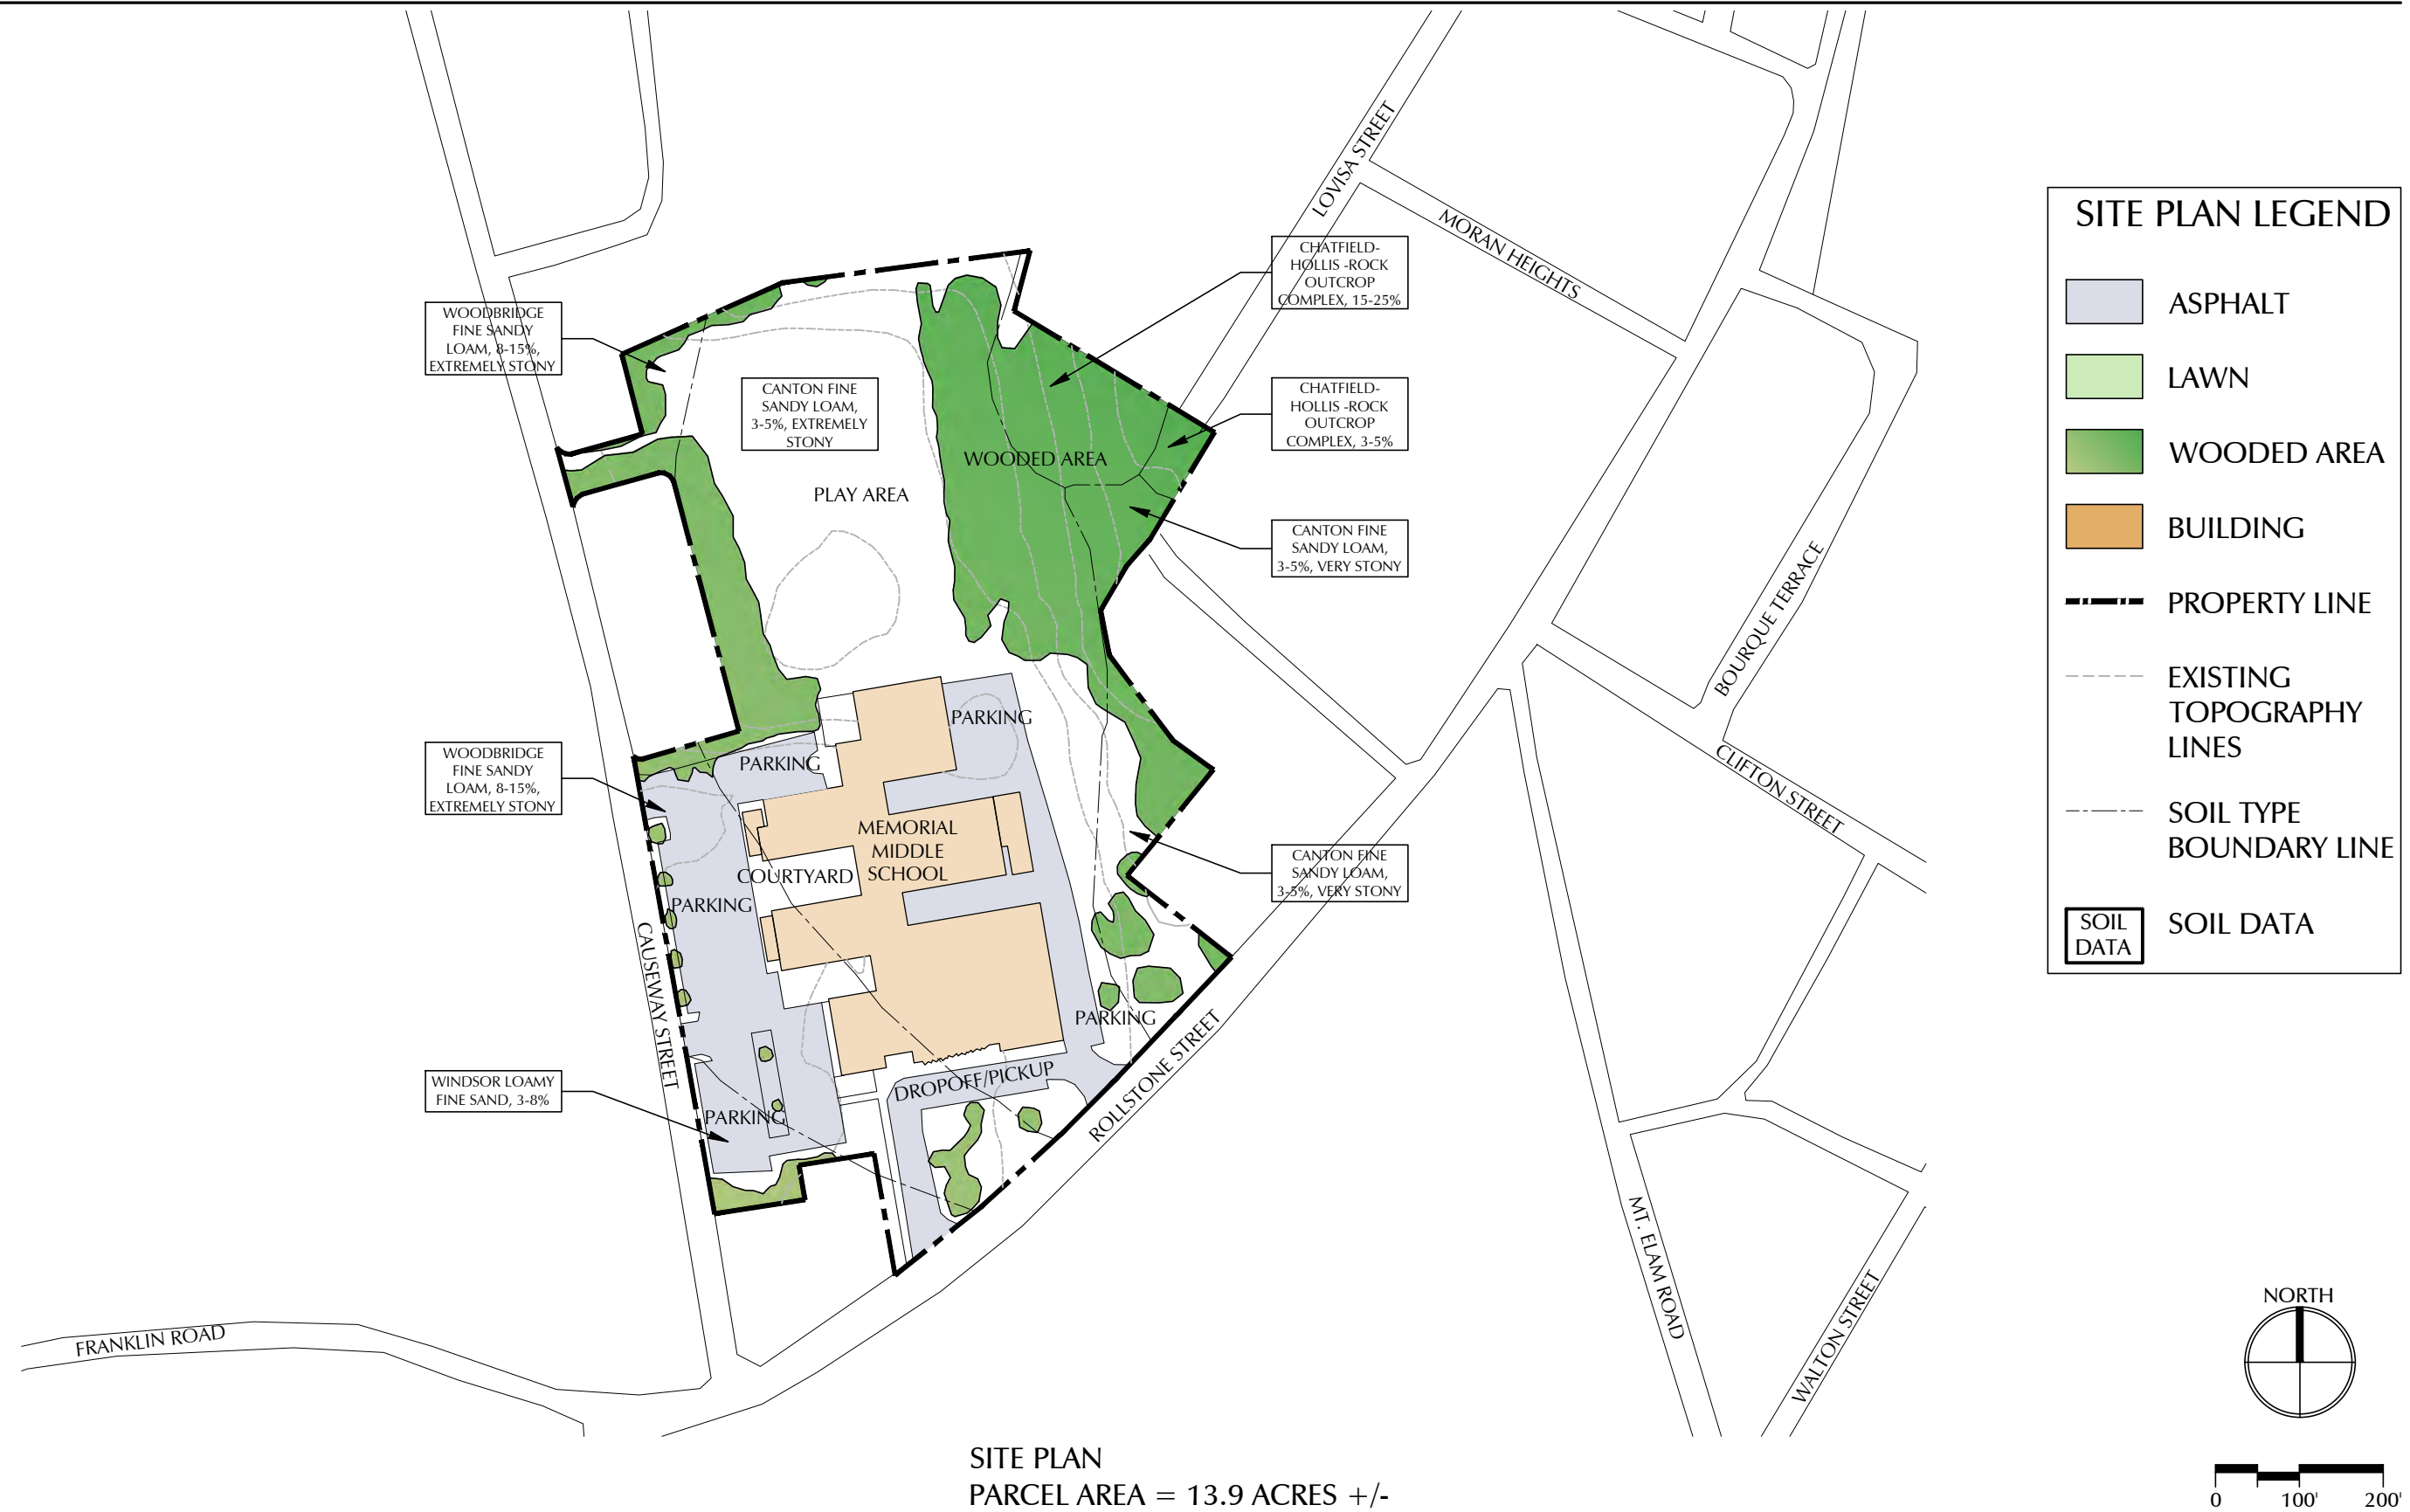 LOVISA STREET
MORAN HEIGHTS
CHATFIELD-
HOLLIS -ROCK
OUTCROP
COMPLEX, 15-25%
WOODBRIDGE
FINE SANDY
LOAM, 8-15%,
EXTREMELY STONY
CANTON FINE
SANDY LOAM,
3-5%, EXTREMELY
STONY
CHATFIELD-
HOLLIS -ROCK
OUTCROP
COMPLEX, 3-5%
WOODED AREA
PLAY AREA
CANTON FINE
SANDY LOAM,
3-5%, VERY STONY
BOURQUE TERRACE
PARKING
PARKING
WOODBRIDGE
FINE SANDY
LOAM, 8-15%,
EXTREMELY STONY
CLIFTON STREET
MEMORIAL
MIDDLE
SCHOOL
COURTYARD
CANTON FINE
SANDY LOAM,
3-5%, VERY STONY
PARKING
CAUSEWAY STREET
PARKING
DROPOFF/PICKUP
ROLLSTONE STREET
WINDSOR LOAMY
FINE SAND, 3-8%
PARKING
MT. ELAM ROAD
WALTON STREET
FRANKLIN ROAD
SITE PLAN
PARCEL AREA = 13.9 ACRES +/-
SITE PLAN LEGEND
ASPHALT
LAWN
WOODED AREA
BUILDING
PROPERTY LINE
EXISTING
TOPOGRAPHY
LINES
SOIL TYPE
BOUNDARY LINE
SOIL
DATA
SOIL DATA
NORTH
0 100' 200'